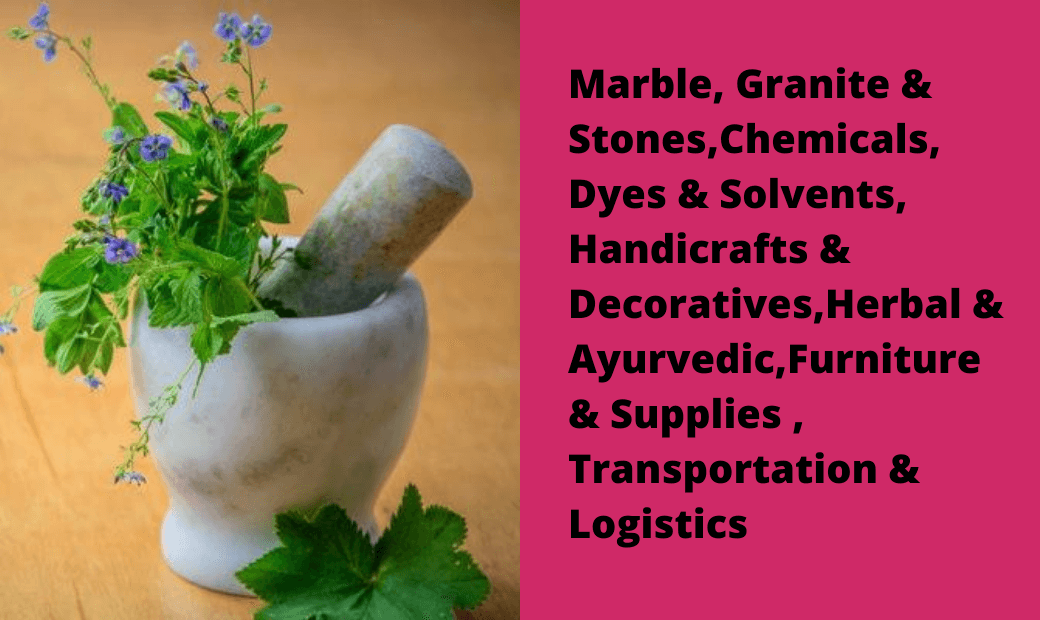 Marble, Granite &
Stones,Chemicals,
Dyes & Solvents,
Handicrafts &
Decoratives,Herbal &
Ayurvedic,Furniture
& Supplies ,
Transportation &
Logistics